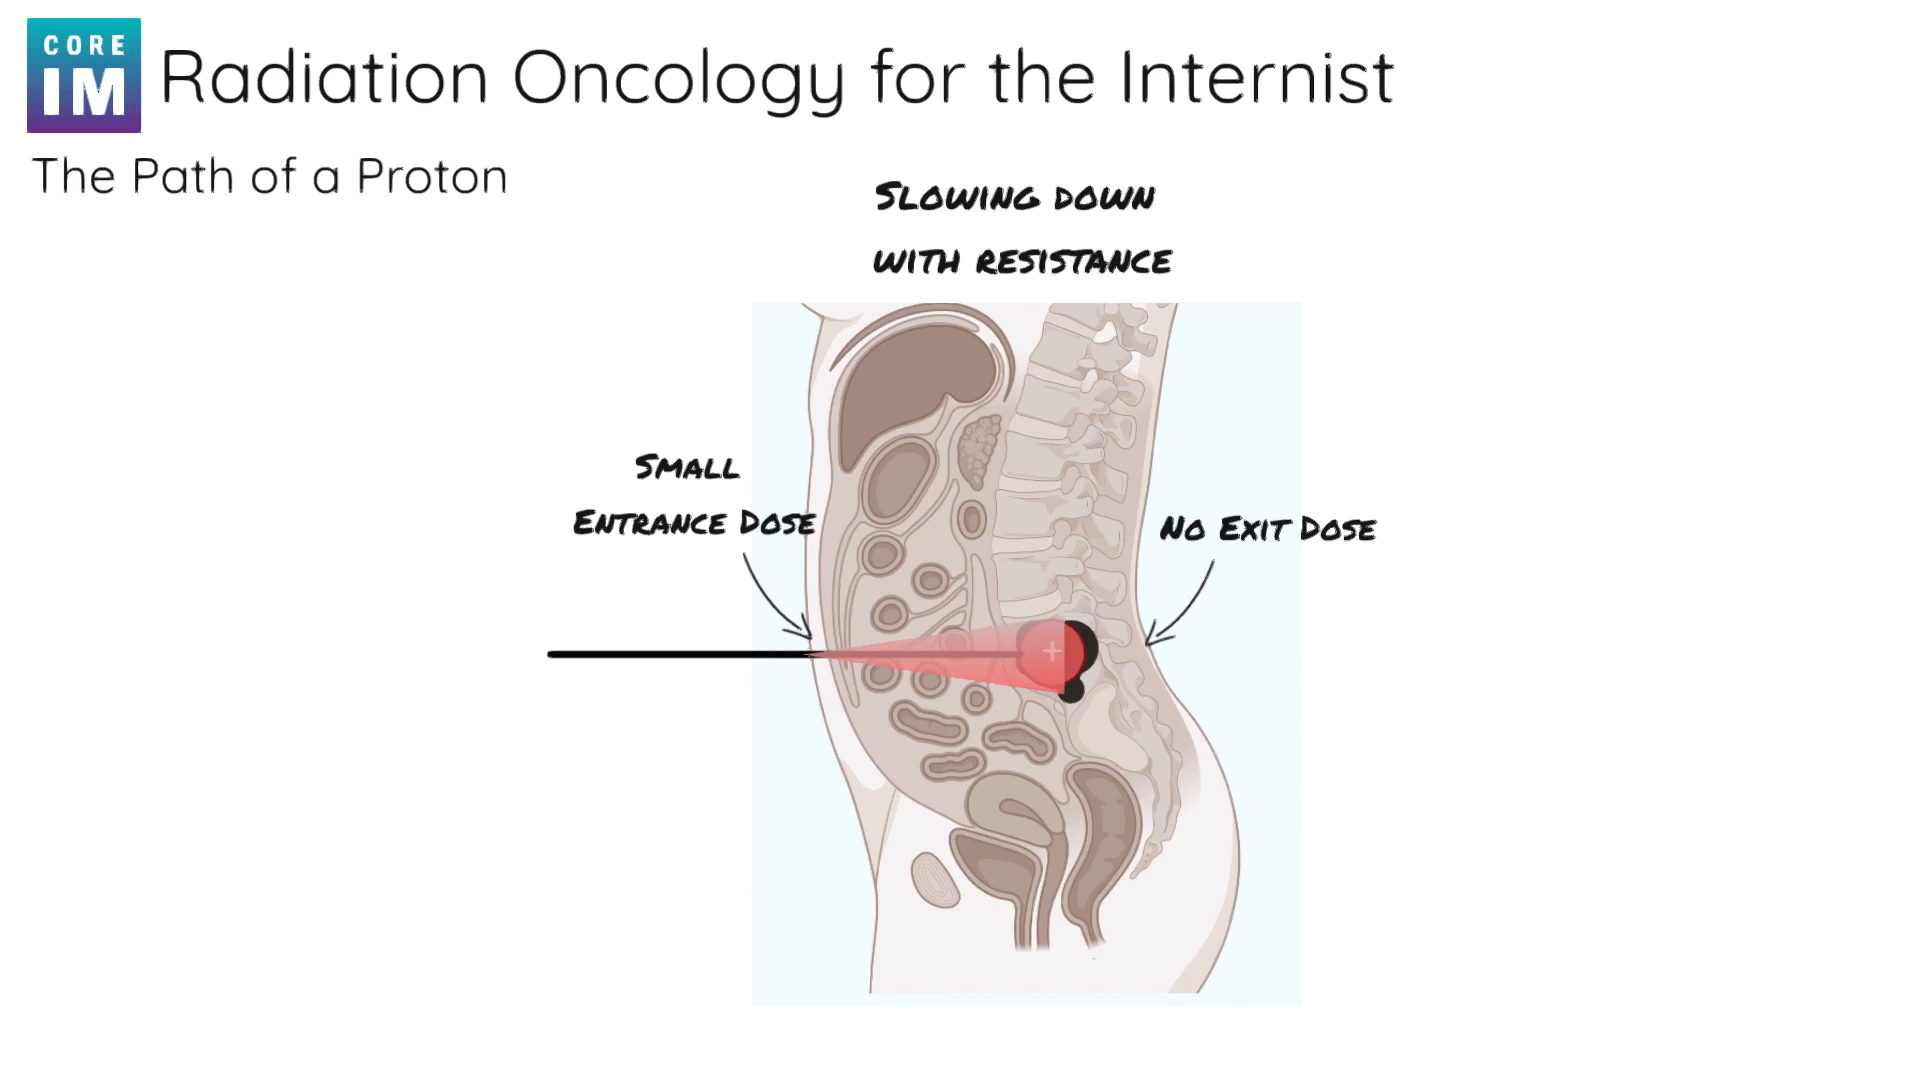 CORE
IM
Radiation Oncology for the Internist
The Path of a Proton
Slowing down
with resistance
Small
Entrance Dose
No Exit Dose